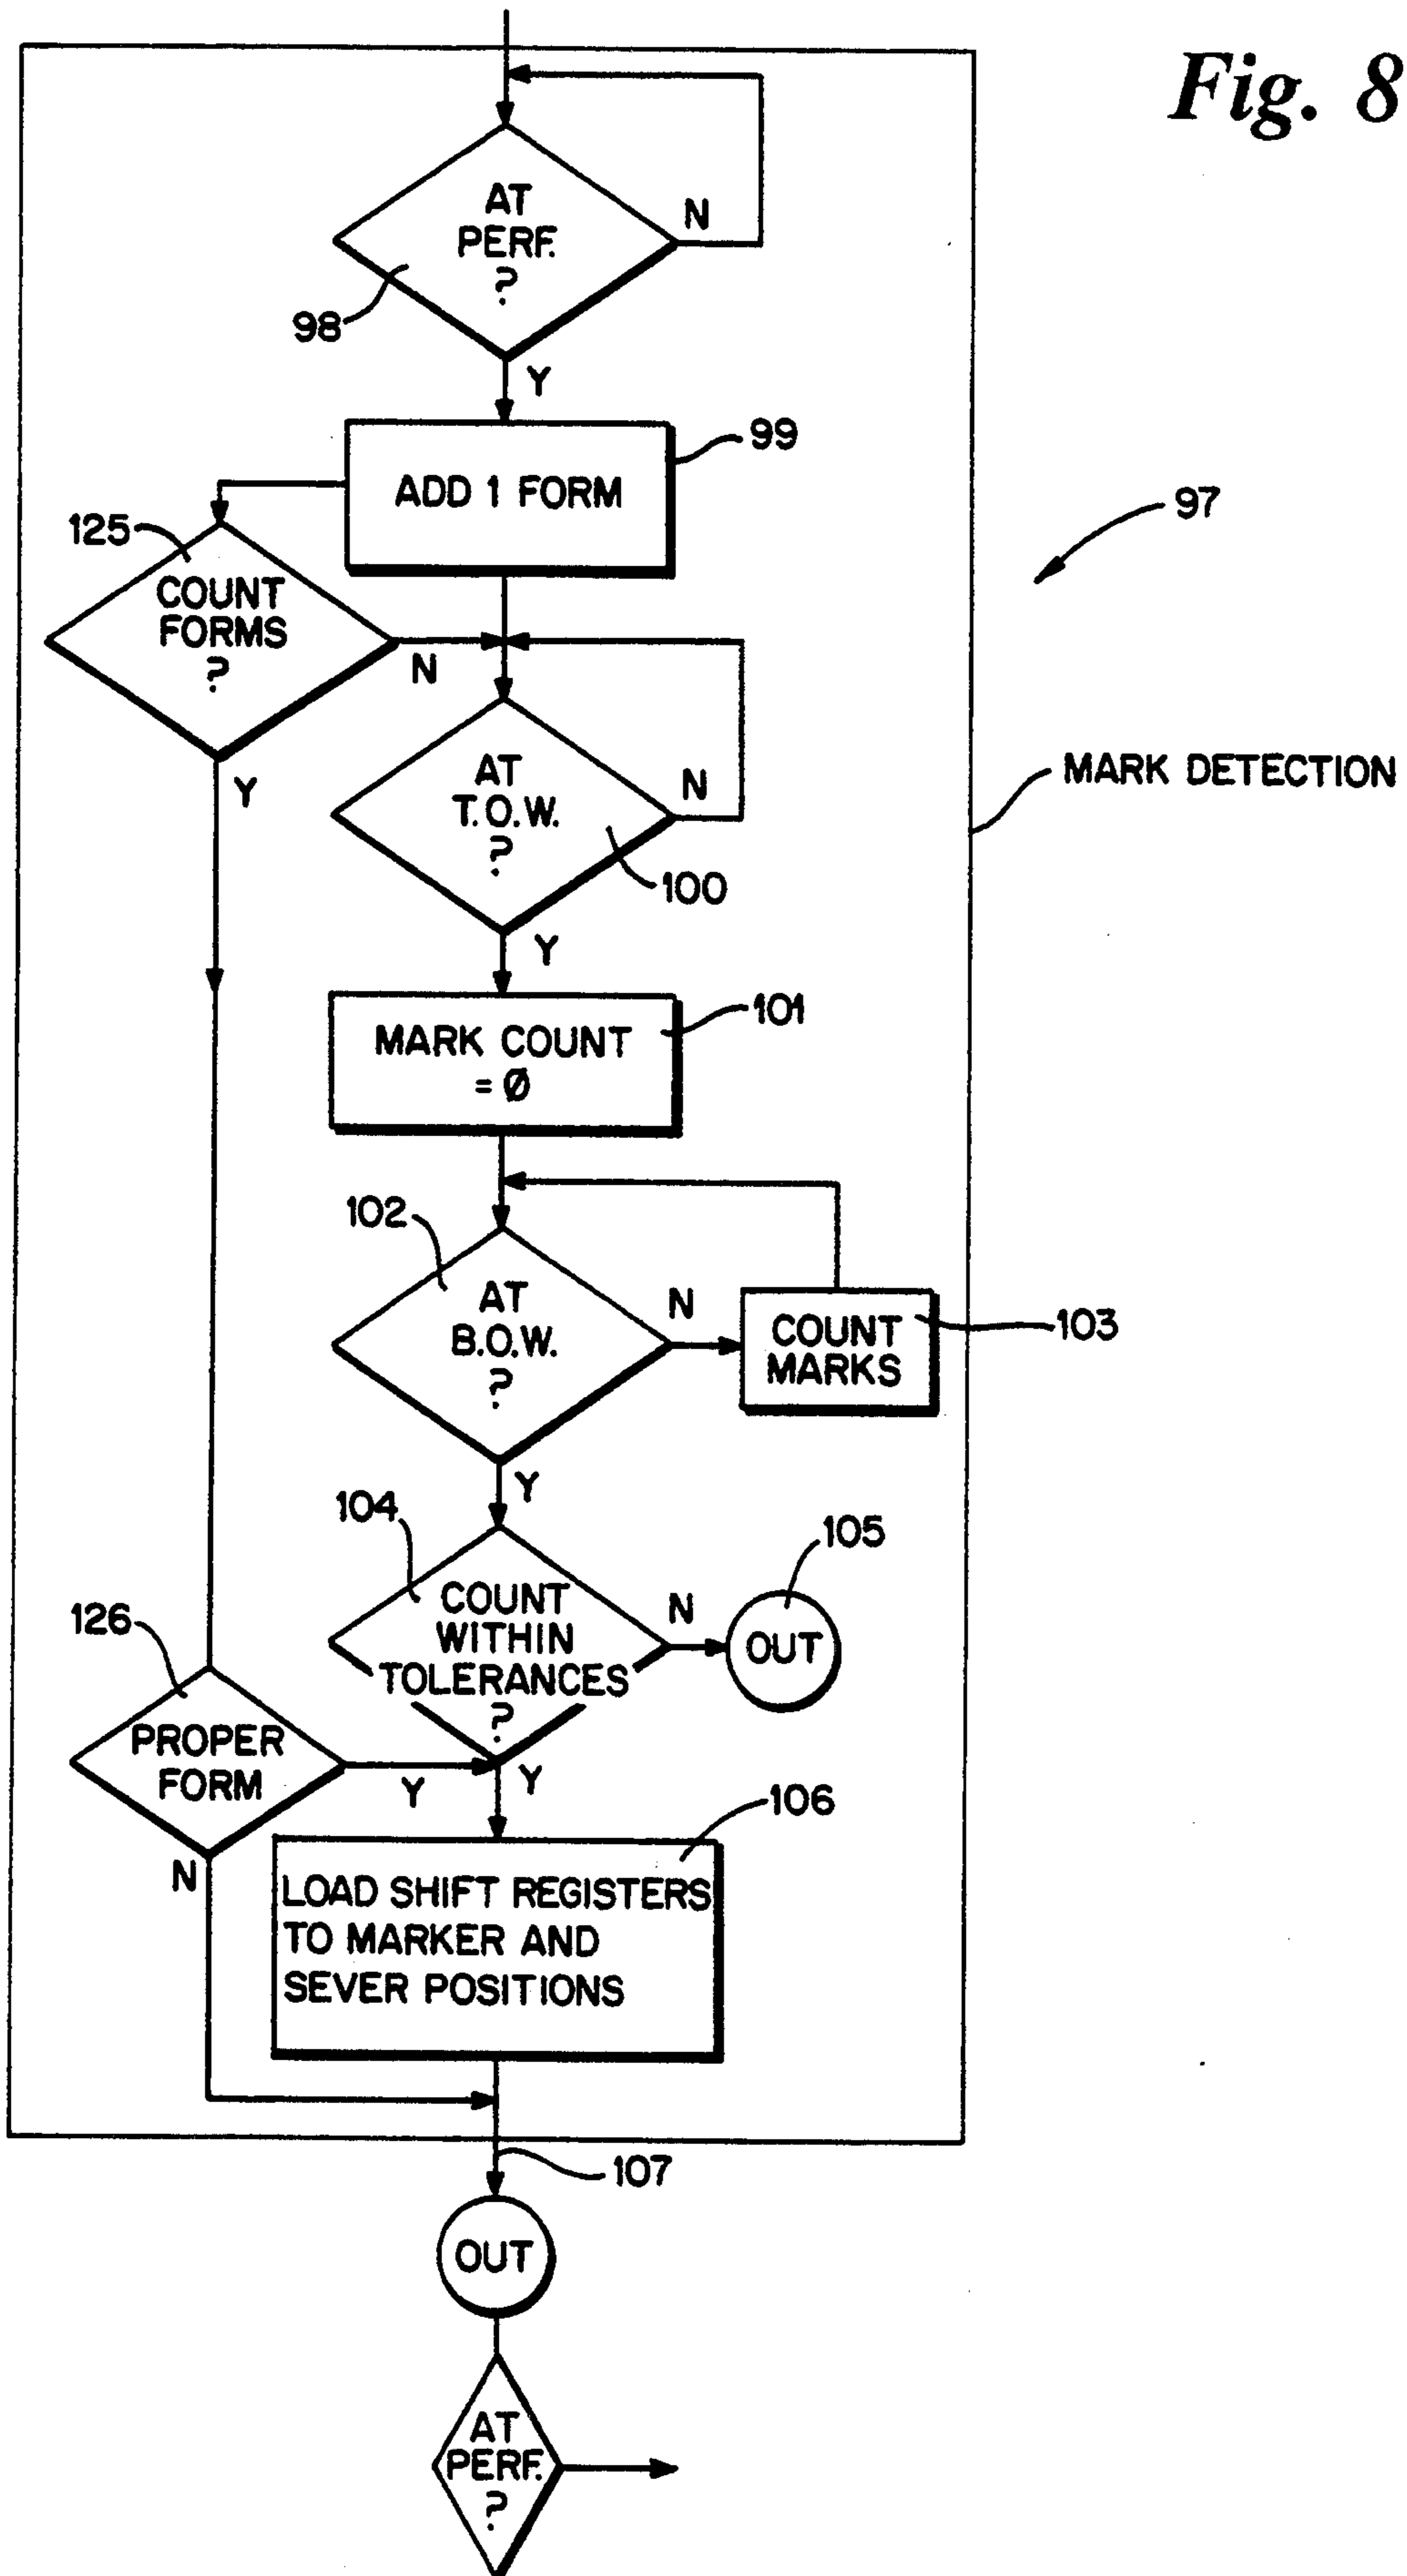 Fig. 8
AT
PERF.
?
N
98
Y
99
ADD 1 FORM
97
125
COUNT
FORMS
?
N
Y
AT
T.O.W.
?
N
100
MARK DETECTION
Y
101
MARK COUNT
= Ø
102
AT
B.O.W.
?
N
COUNT
MARKS
103
Y
104
COUNT
WITHIN
TOLERANCES
?
N
105
OUT
126
PROPER
FORM
Y
Y
N
106
LOAD SHIFT REGISTERS
TO MARKER AND
SEVER POSITIONS
107
OUT
AT
PERF.
?